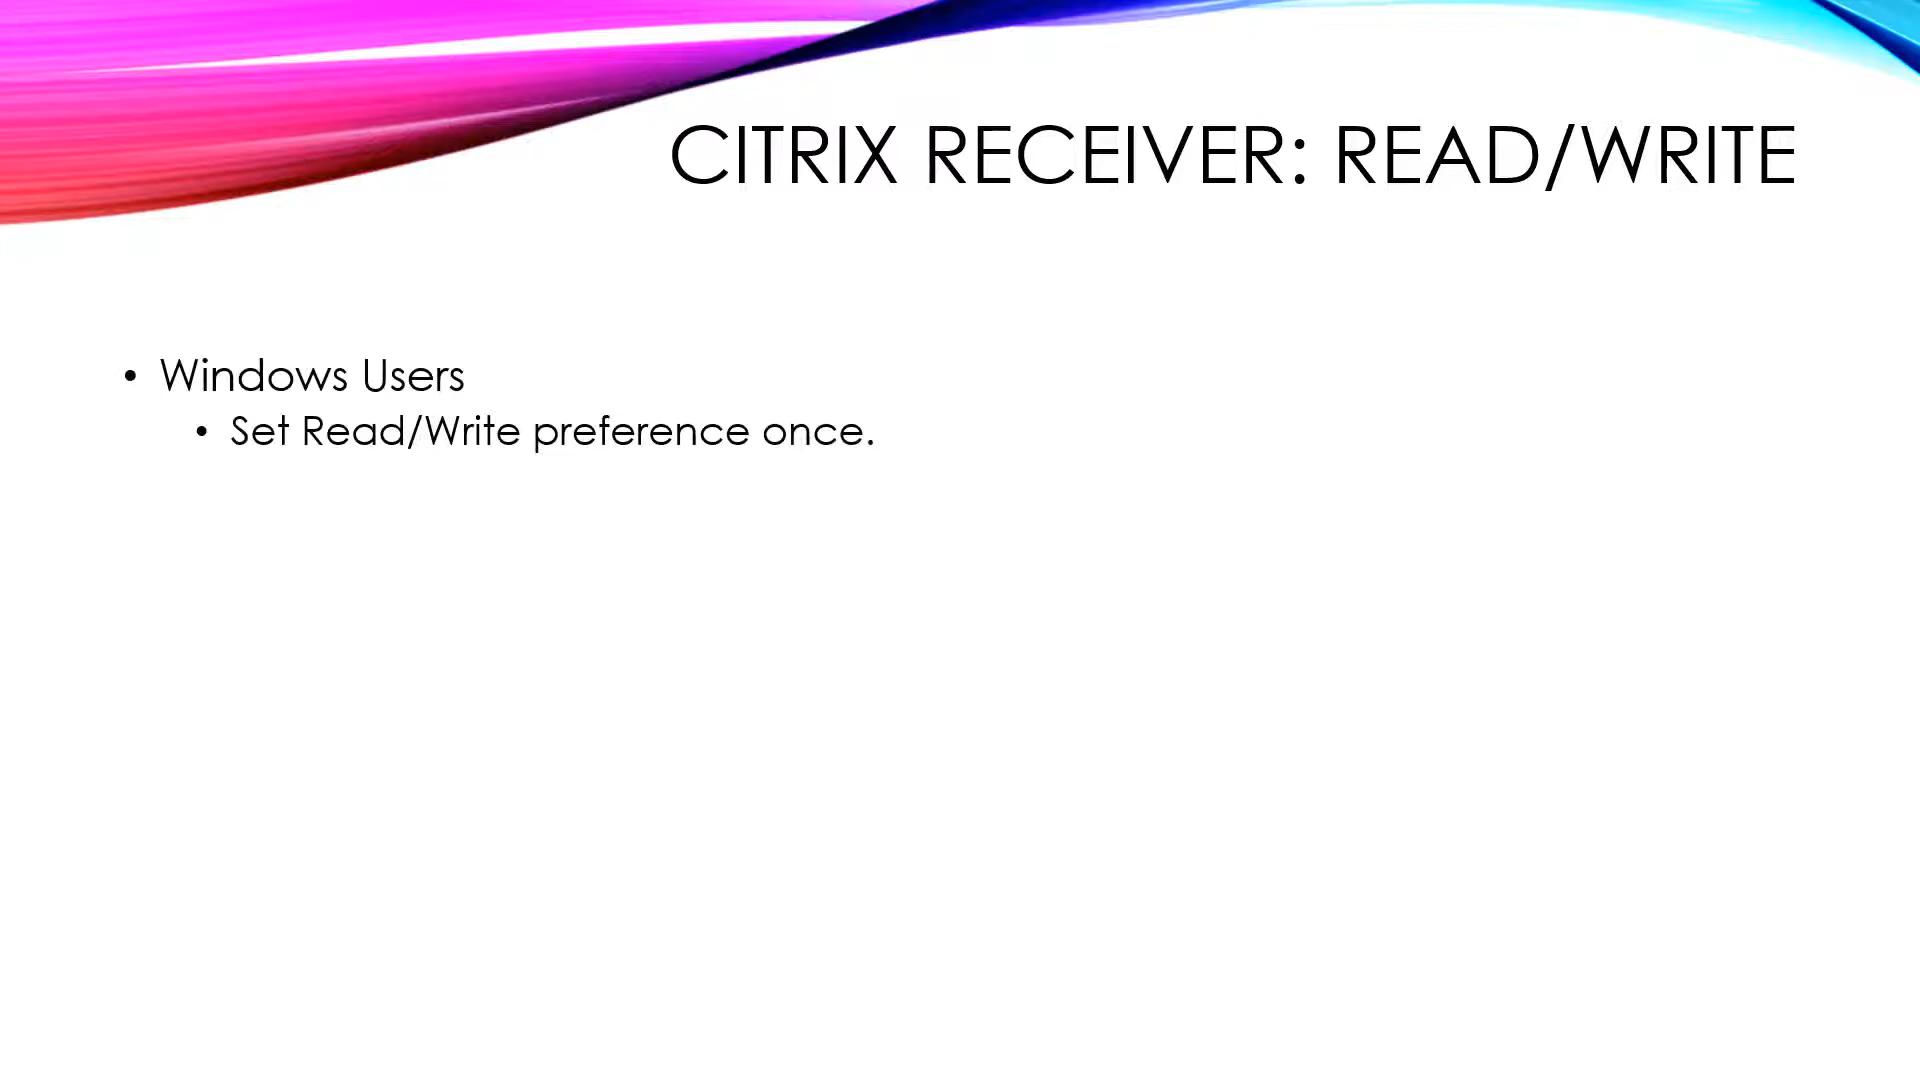 CITRIX RECEIVER: READ/WRITE
• Windows Users
• Set Read/Write preference once.